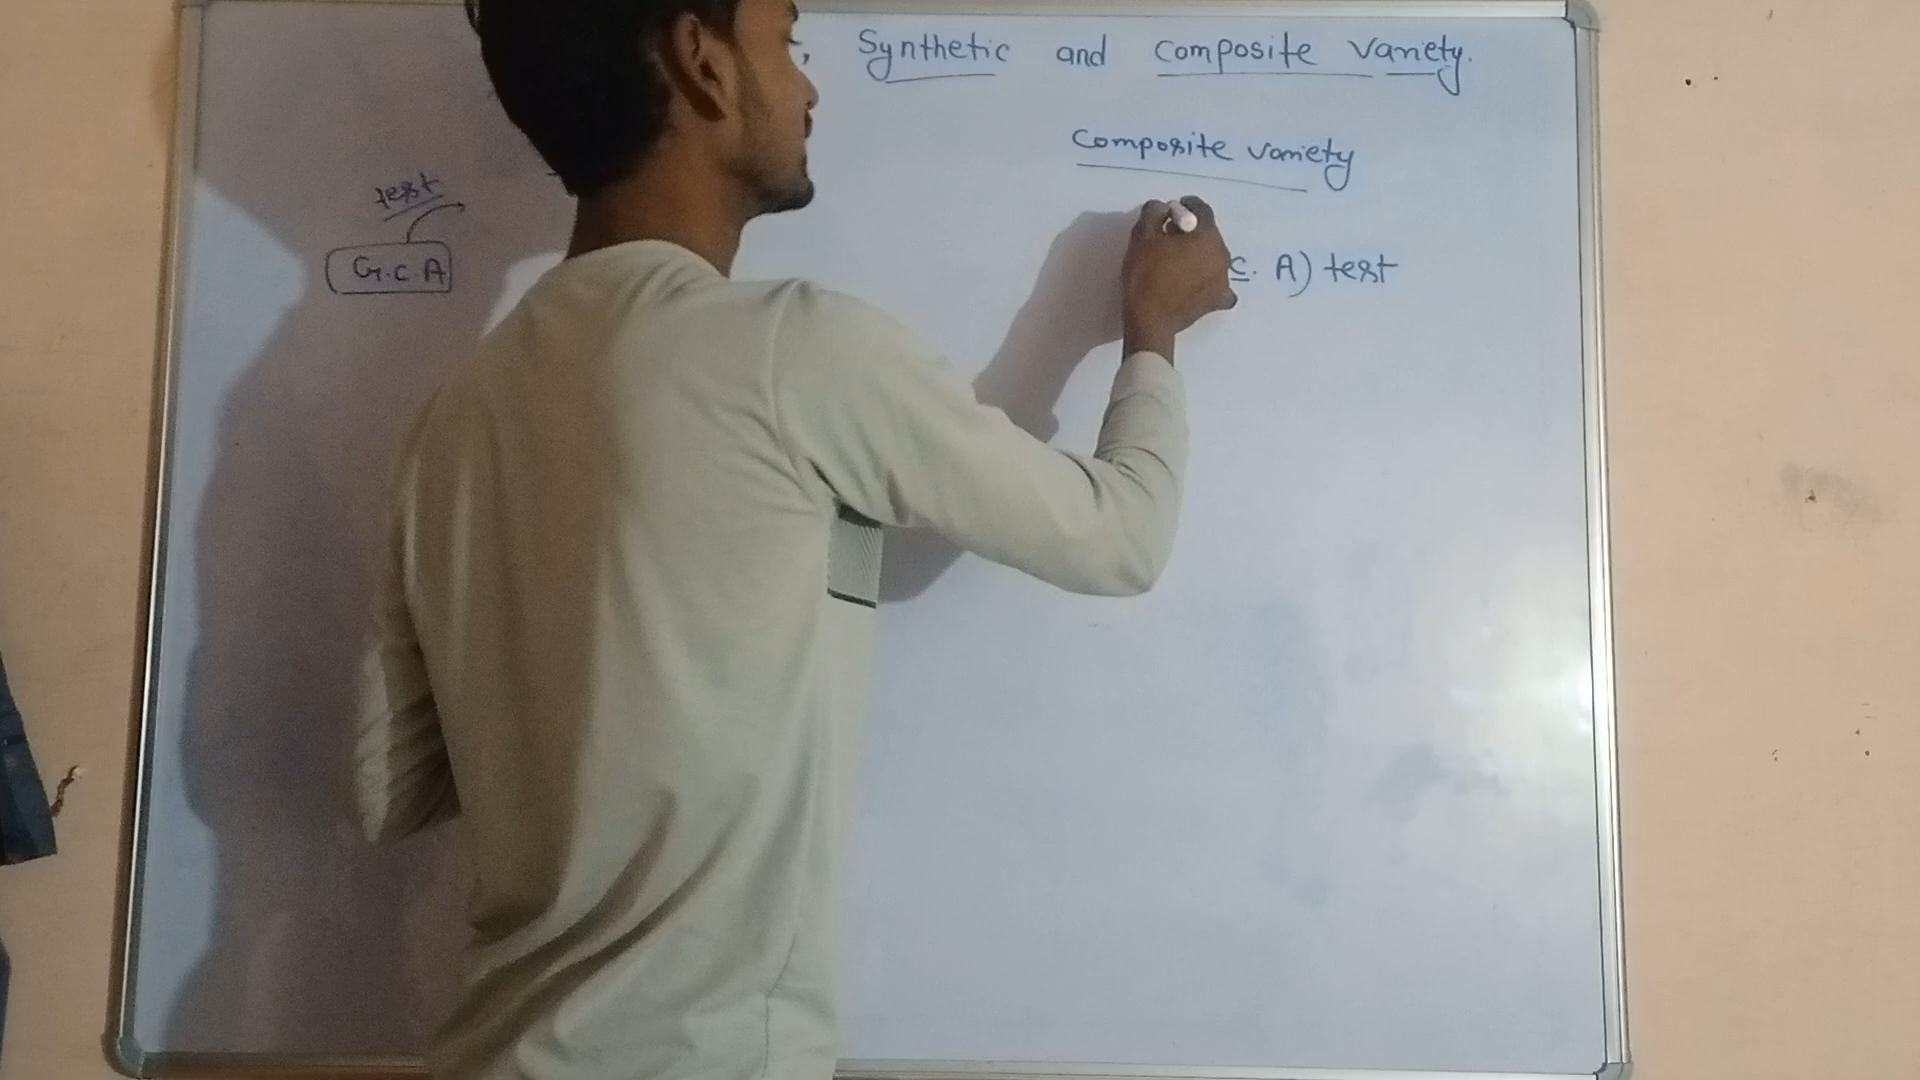 , Synthetic and Composite Variety.
Composite variety
test
G.C.A
C. A) test